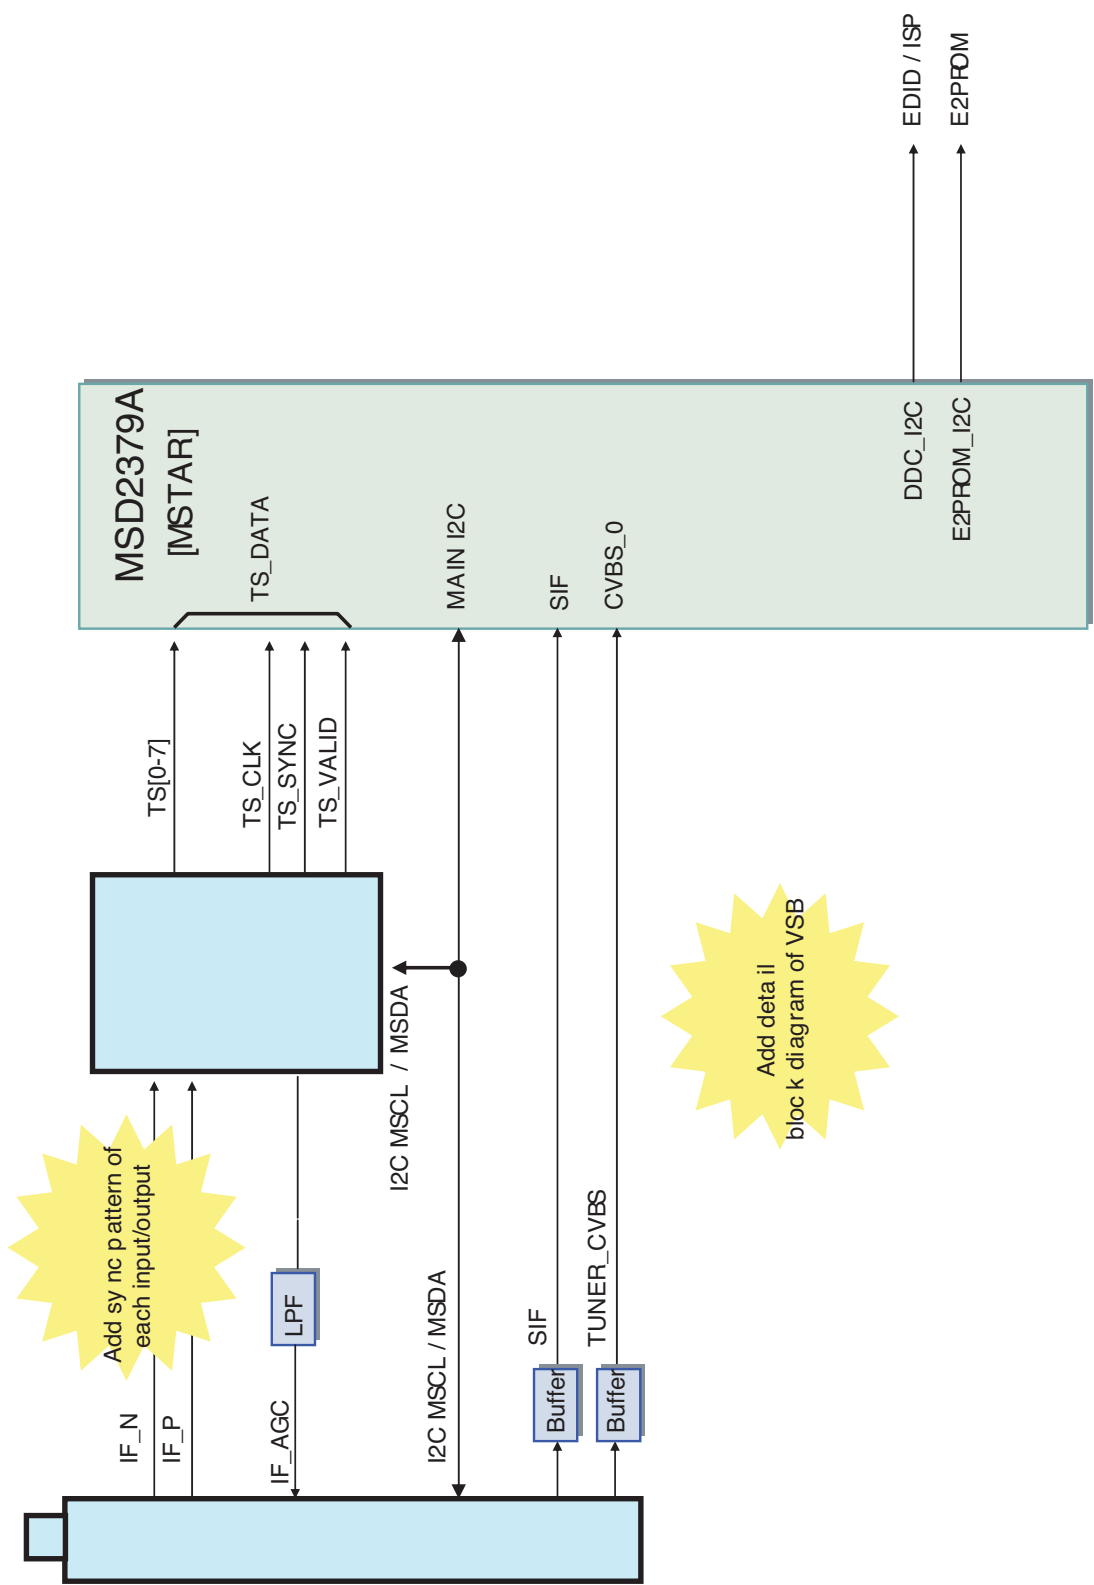 IF_N
IF_P
IF_AGC
LPF
Add sy nc p attern of
each input/output
I2C MSCL / MSDA
I2C MSCL / MSDA
Buffer
SIF
Buffer
TUNER_CVBS
Add deta il
bloc k diagram of VSB
TS[0-7]
TS_CLK
TS_SYNC
TS_VALID
MSD2379A
[MSTAR]
TS_DATA
MAIN I2C
SIF
CVBS_0
DDC_I2C
E2PROM_I2C
EDID / ISP
E2PROM